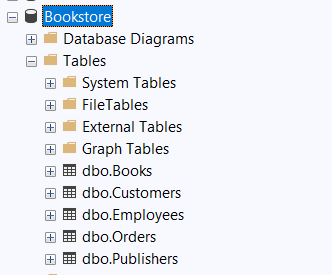 Bookstore
Database Diagrams
Tables
System Tables
FileTables
External Tables
Graph Tables
dbo.Books
dbo.Customers
dbo.Employees
dbo.Orders
dbo.Publishers